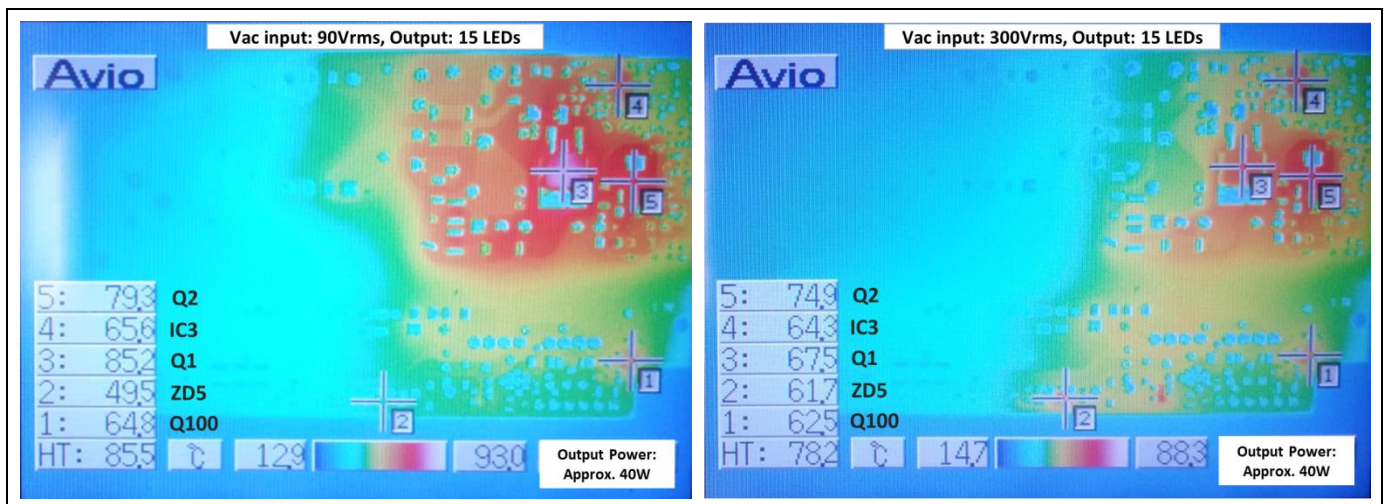 Vac input: 90Vrms, Output: 15 LEDs
Avio
4
3
5
5: 79.3 Q2
4: 65.6 IC3
3: 85.2 Q1
2: 49.5 ZD5
1: 64.8 Q100
1
2
HT: 85.5 ℃ 12.9 93.0
Output Power:
Approx. 40W
Vac input: 300Vrms, Output: 15 LEDs
Avio
4
3
5
5: 74.9 Q2
4: 64.3 IC3
3: 67.5 Q1
2: 61.7 ZD5
1: 62.5 Q100
1
2
HT: 78.2 ℃ 14.7 88.3
Output Power:
Approx. 40W